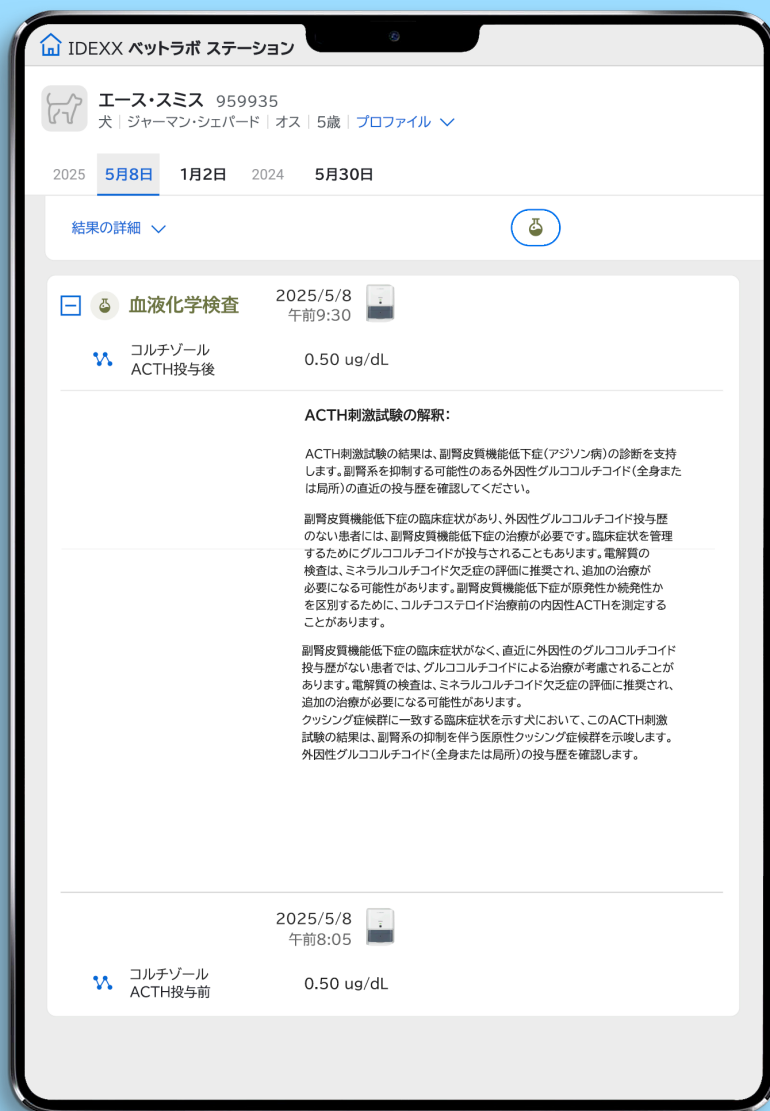 IDEXX ベットラボ ステーション
エース・スミス 959935
犬 | ジャーマン・シェパード | オス | 5歳 | プロファイル
2025 5月8日 1月2日 2024 5月30日
結果の詳細
血液化学検査
2025/5/8
午前9:30
コルチゾール
ACTH投与後
0.50 ug/dL
ACTH刺激試験の解釈:
ACTH刺激試験の結果は、副腎皮質機能低下症(アジソン病)の診断を支持
します。副腎系を抑制する可能性のある外因性グルココルチコイド(全身また
は局所)の直近の投与歴を確認してください。
副腎皮質機能低下症の臨床症状があり、外因性グルココルチコイド投与歴
のない患者には、副腎皮質機能低下症の治療が必要です。臨床症状を管理
するためにグルココルチコイドが投与されることもあります。電解質の
検査は、ミネラルコルチコイド欠乏症の評価に推奨され、追加の治療が
必要になる可能性があります。副腎皮質機能低下症が原発性か続発性か
を区別するために、コルチコステロイド治療前の内因性ACTHを測定する
ことがあります。
副腎皮質機能低下症の臨床症状がなく、直近に外因性のグルココルチコイド
投与歴がない患者では、グルココルチコイドによる治療が考慮されることが
あります。電解質の検査は、ミネラルコルチコイド欠乏症の評価に推奨され、
追加の治療が必要になる可能性があります。
クッシング症候群に一致する臨床症状を示す犬において、このACTH刺激
試験の結果は、副腎系の抑制を伴う医原性クッシング症候群を示唆します。
外因性グルココルチコイド(全身または局所)の投与歴を確認します。
2025/5/8
午前8:05
コルチゾール
ACTH投与前
0.50 ug/dL